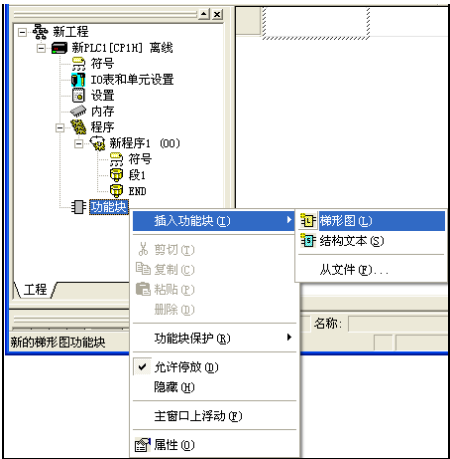 新工程
新PLC1[CP1H] 离线
符号
IO表和单元设置
设置
内存
程序
新程序1 (00)
符号
段1
END
功能块
插入功能块(I)
梯形图(L)
结构文本(S)
从文件(F)...
剪切(T)
复制(C)
粘贴(P)
删除(D)
功能块保护(R)
允许停放(D)
隐藏(H)
主窗口上浮动(F)
属性(O)
工程
名称:
新的梯形图功能块